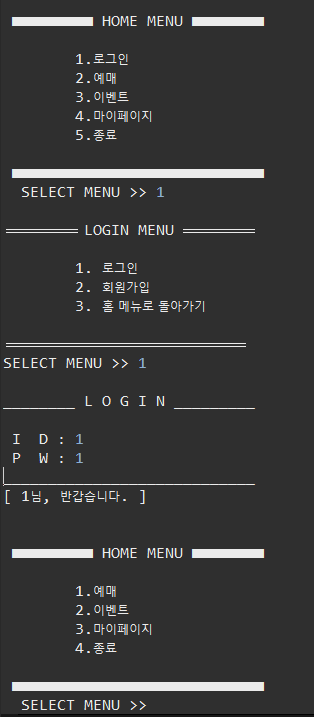 HOME MENU
1.로그인
2.예매
3.이벤트
4.마이페이지
5.종료
SELECT MENU >> 1
LOGIN MENU
1. 로그인
2. 회원가입
3. 홈 메뉴로 돌아가기
SELECT MENU >> 1
L O G I N
I D : 1
P W : 1
[ 1님, 반갑습니다. ]
HOME MENU
1.예매
2.이벤트
3.마이페이지
4.종료
SELECT MENU >>